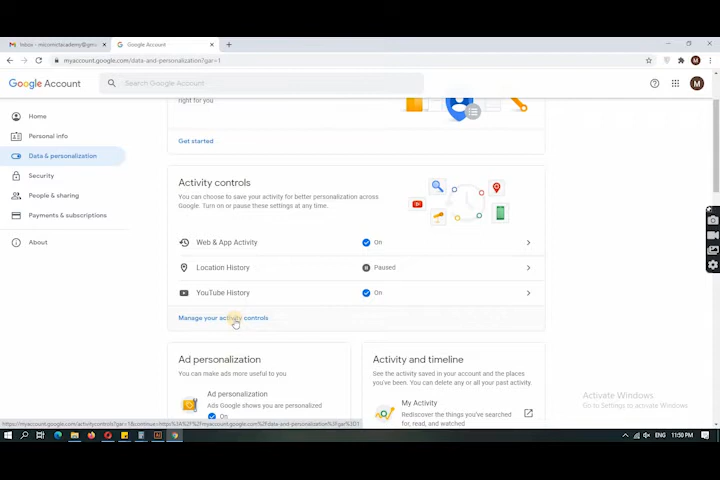 Inbox - micomictacademy@gma
Google Account
myaccount.google.com/data-and-personalization?gar=1
Google Account
Search Google Account
M
M
right for you
Get started
Home
Personal info
Data & personalization
Security
People & sharing
Payments & subscriptions
About
Activity controls
You can choose to save your activity for better personalization across
Google. Turn on or pause these settings at any time.
Web & App Activity
On
Location History
Paused
YouTube History
On
Manage your activity controls
Ad personalization
You can make ads more useful to you
Ad personalization
Ads Google shows you are personalized
On
Activity and timeline
See the activity saved in your account and the places
you've been. You can delete any or all your past activity.
My Activity
Rediscover the things you've searched
for, read, and watched
Activate Windows
Go to Settings to activate Windows.
ENG
11:50 PM